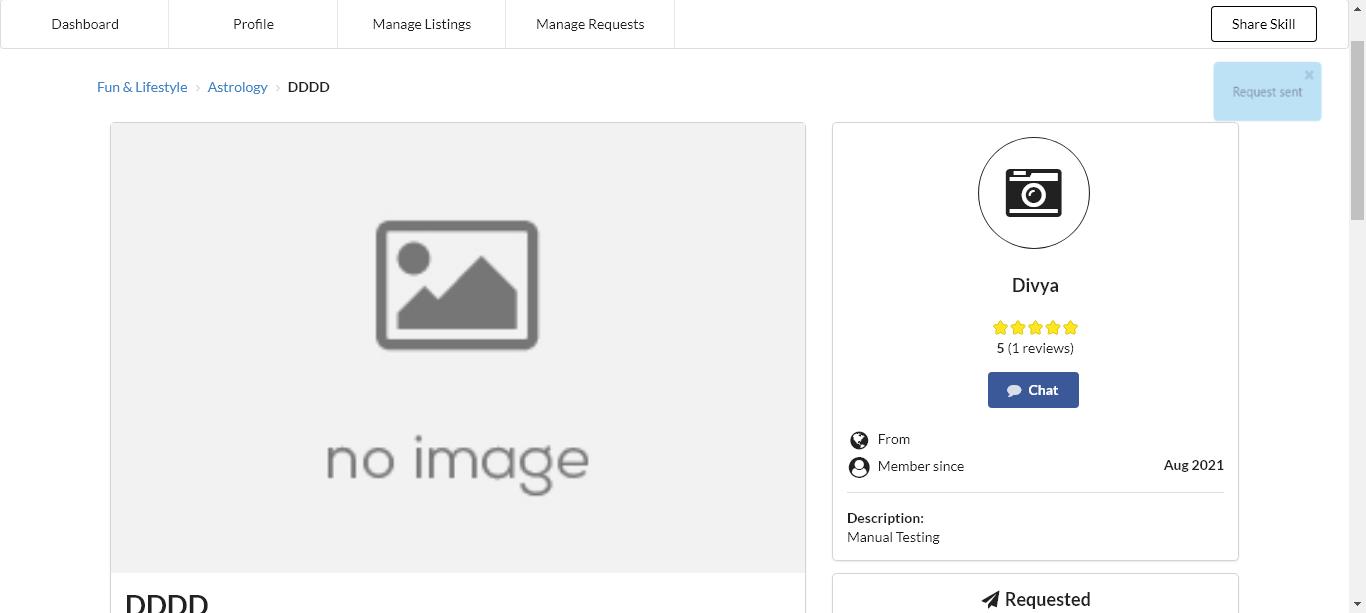 Dashboard
Profile
Manage Listings
Manage Requests
Share Skill
Fun & Lifestyle › Astrology › DDDD
Request sent
no image
DDDD
Divya
5 (1 reviews)
Chat
From
Member since Aug 2021
Description:
Manual Testing
Requested